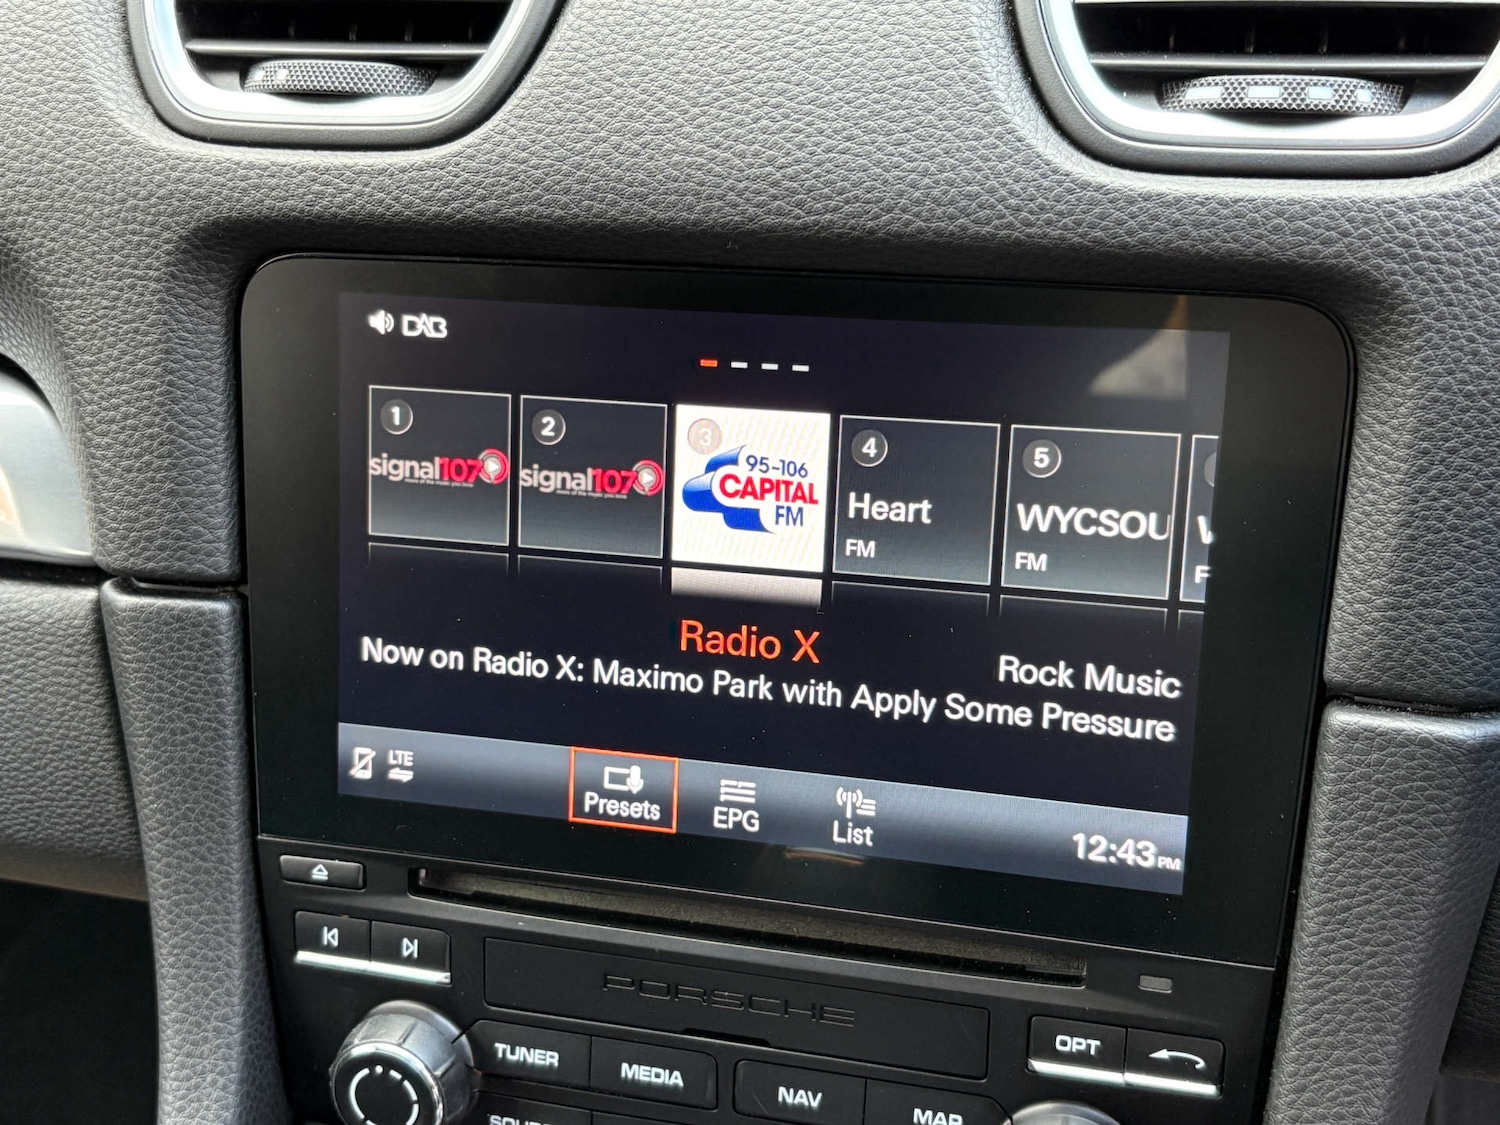 DAB
1
signal107
2
signal107
3
95-106
CAPITAL
FM
4
Heart
FM
5
WYCSOU
FM
Radio X
Rock Music
Now on Radio X: Maximo Park with Apply Some Pressure
LTE
Presets
EPG
List
12:43PM
PORSCHE
TUNER
MEDIA
NAV
MAP
OPT